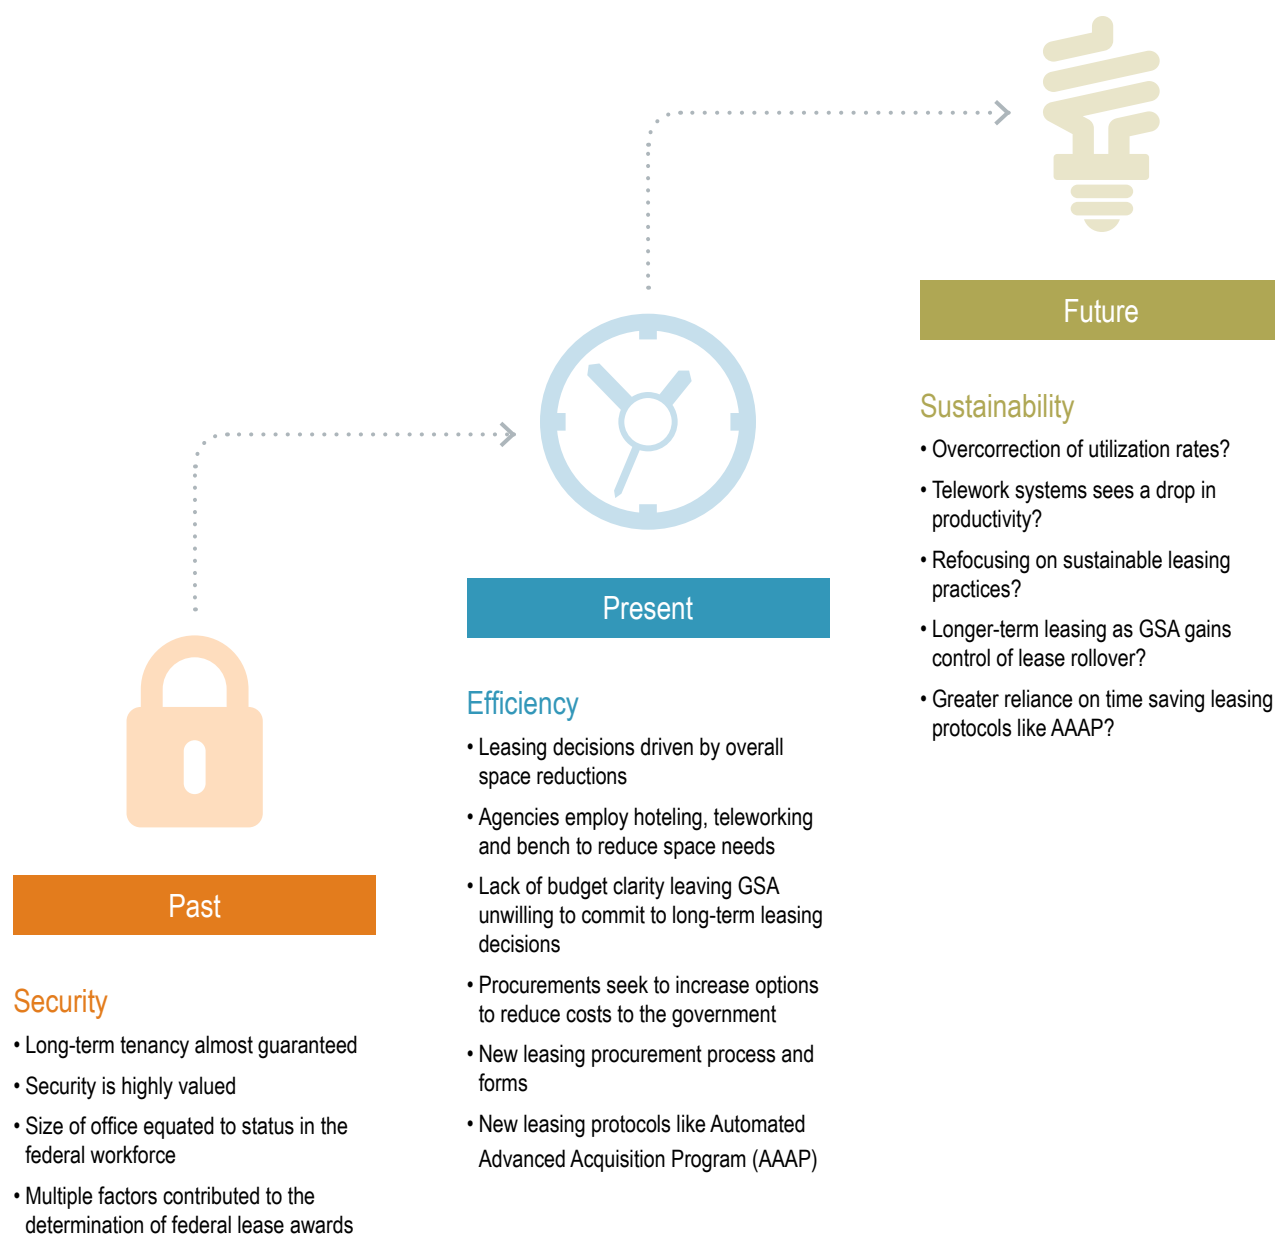 Past
Security
• Long-term tenancy almost guaranteed
• Security is highly valued
• Size of office equated to status in the
federal workforce
• Multiple factors contributed to the
determination of federal lease awards
Present
Efficiency
• Leasing decisions driven by overall
space reductions
• Agencies employ hoteling, teleworking
and bench to reduce space needs
• Lack of budget clarity leaving GSA
unwilling to commit to long-term leasing
decisions
• Procurements seek to increase options
to reduce costs to the government
• New leasing procurement process and
forms
• New leasing protocols like Automated
Advanced Acquisition Program (AAAP)
Future
Sustainability
• Overcorrection of utilization rates?
• Telework systems sees a drop in
productivity?
• Refocusing on sustainable leasing
practices?
• Longer-term leasing as GSA gains
control of lease rollover?
• Greater reliance on time saving leasing
protocols like AAAP?